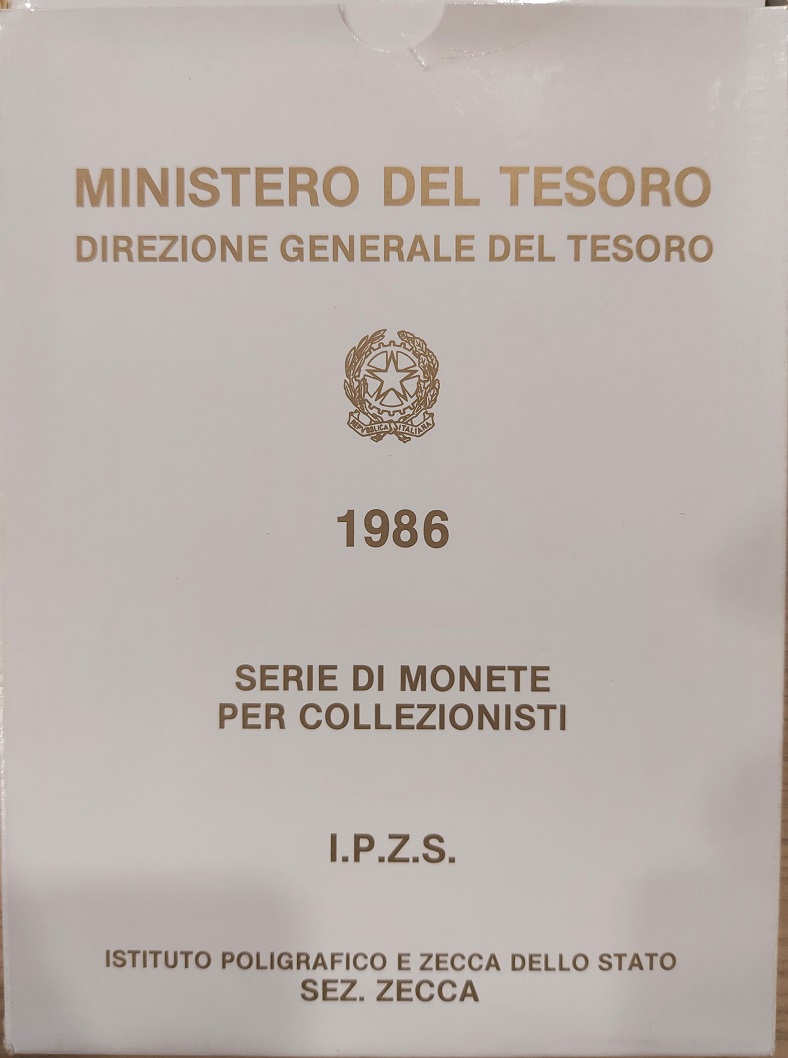 MINISTERO DEL TESORO
DIREZIONE GENERALE DEL TESORO
REPVBBLICA ITALIANA
1986
SERIE DI MONETE
PER COLLEZIONISTI
I.P.Z.S.
ISTITUTO POLIGRAFICO E ZECCA DELLO STATO
SEZ. ZECCA